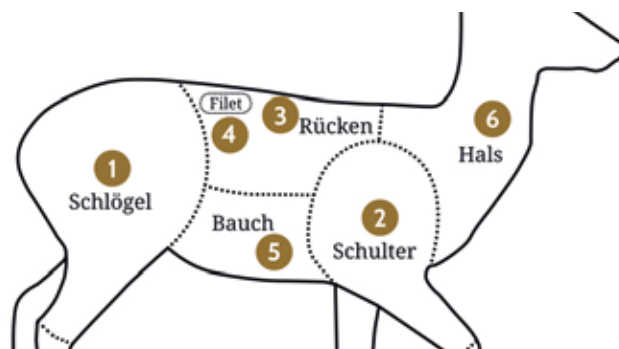 Filet
3
Rücken
4
6
Hals
1
Schlögel
Bauch
5
2
Schulter